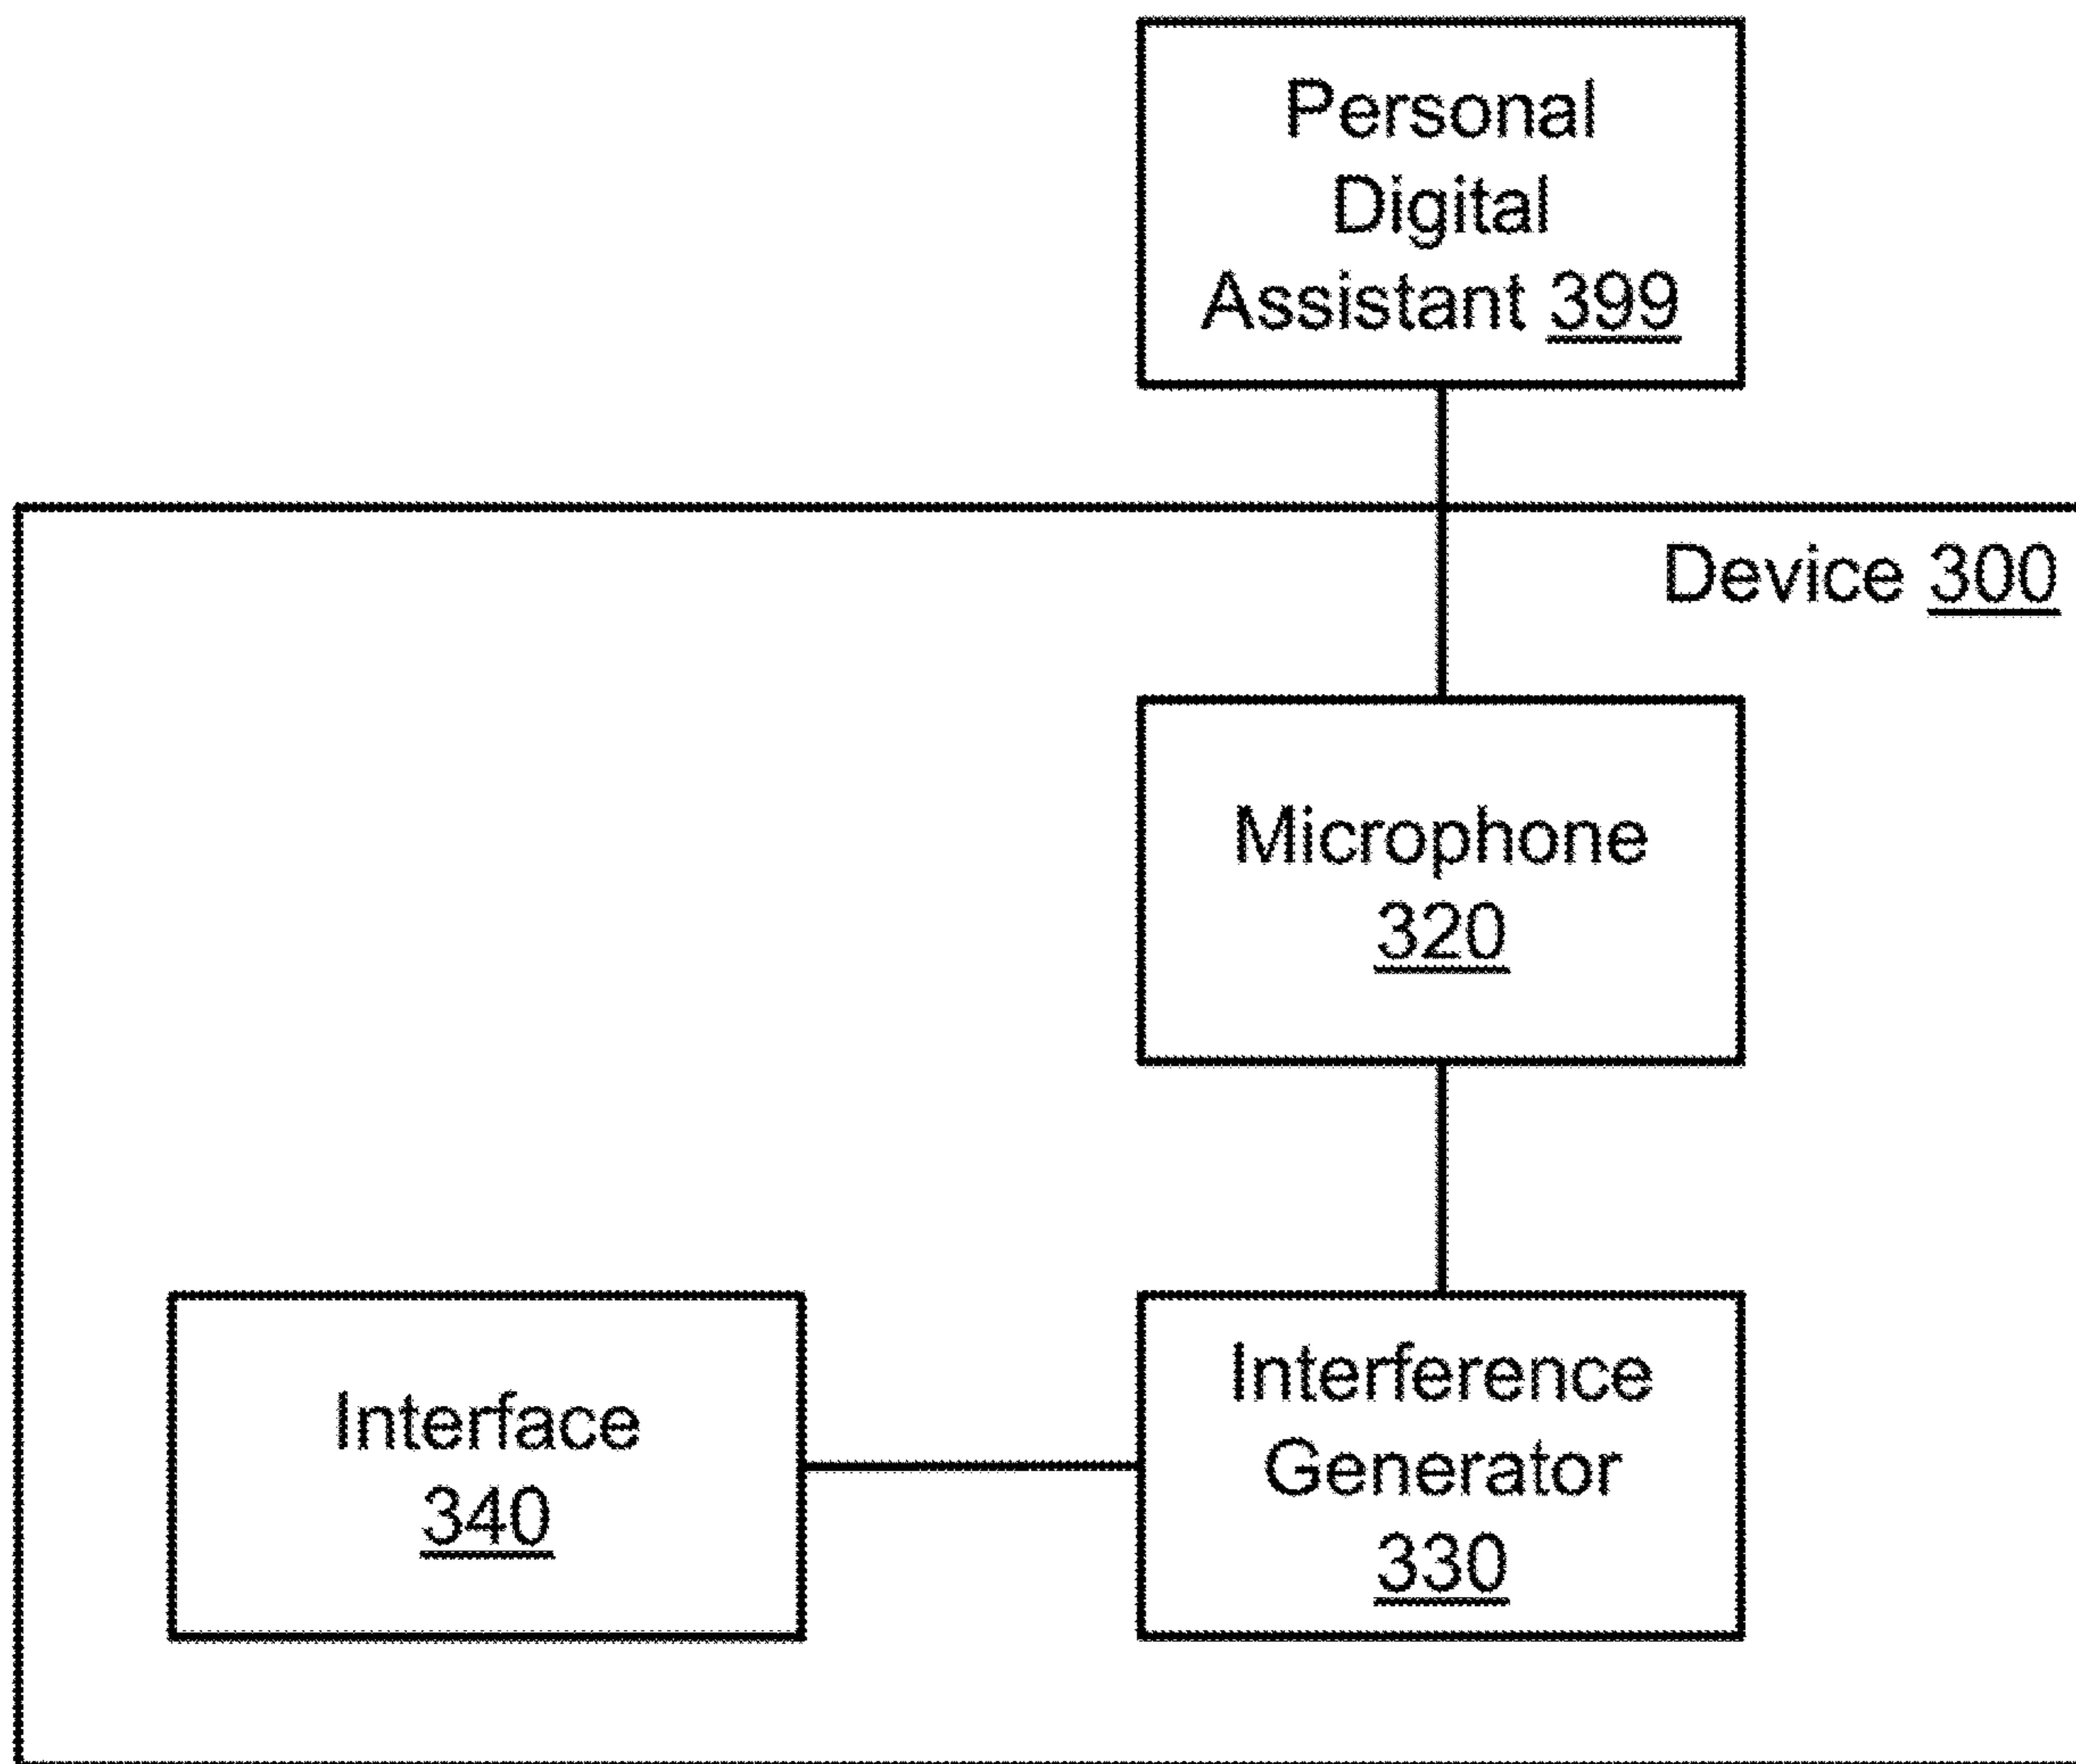 Personal
Digital
Assistant 399
Device 300
Microphone
320
Interface
340
Interference
Generator
330